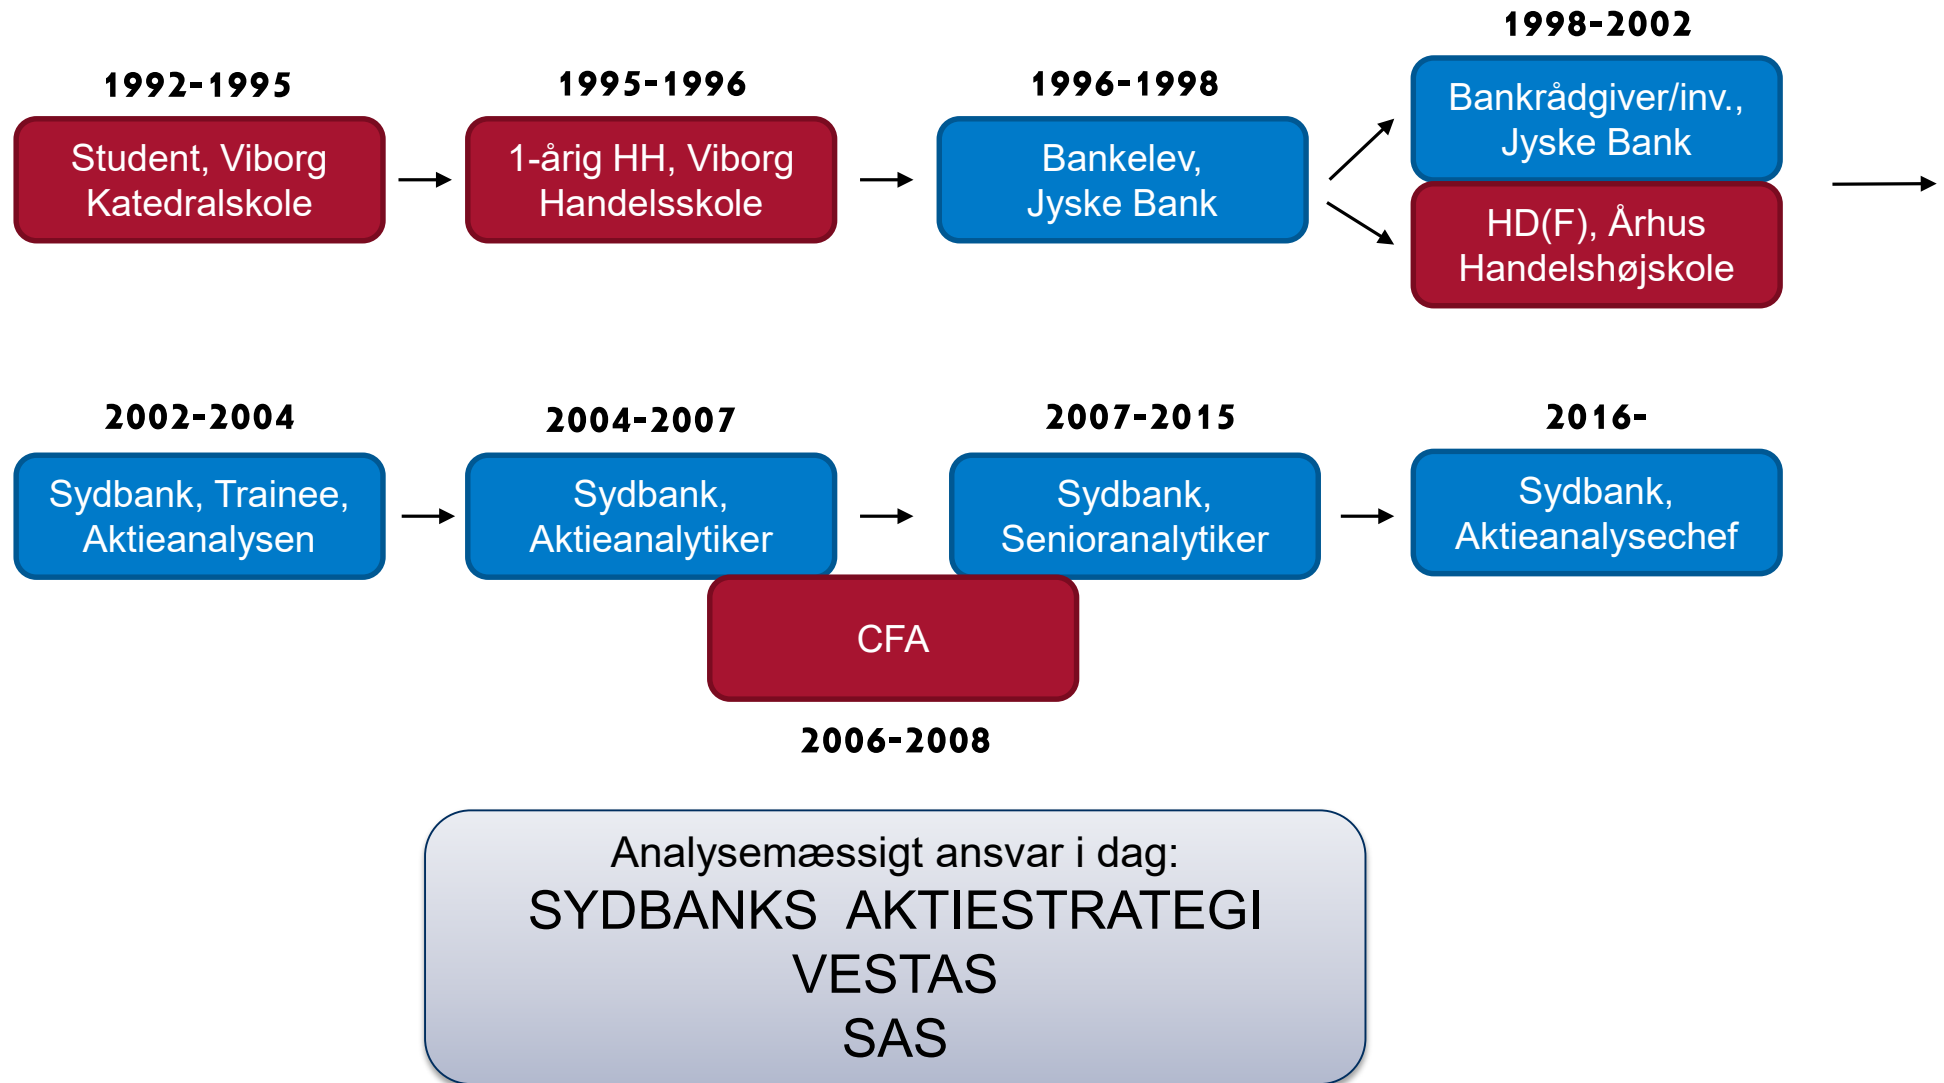 1992-1995
Student, Viborg
Katedralskole
1995-1996
1-årig HH, Viborg
Handelsskole
1996-1998
Bankelev,
Jyske Bank
1998-2002
Bankrådgiver/inv.,
Jyske Bank
HD(F), Århus
Handelshøjskole
2002-2004
Sydbank, Trainee,
Aktieanalysen
2004-2007
Sydbank,
Aktieanalytiker
2007-2015
Sydbank,
Senioranalytiker
2016-
Sydbank,
Aktieanalysechef
CFA
2006-2008
Analysemæssigt ansvar i dag:
SYDBANKS AKTIESTRATEGI
VESTAS
SAS